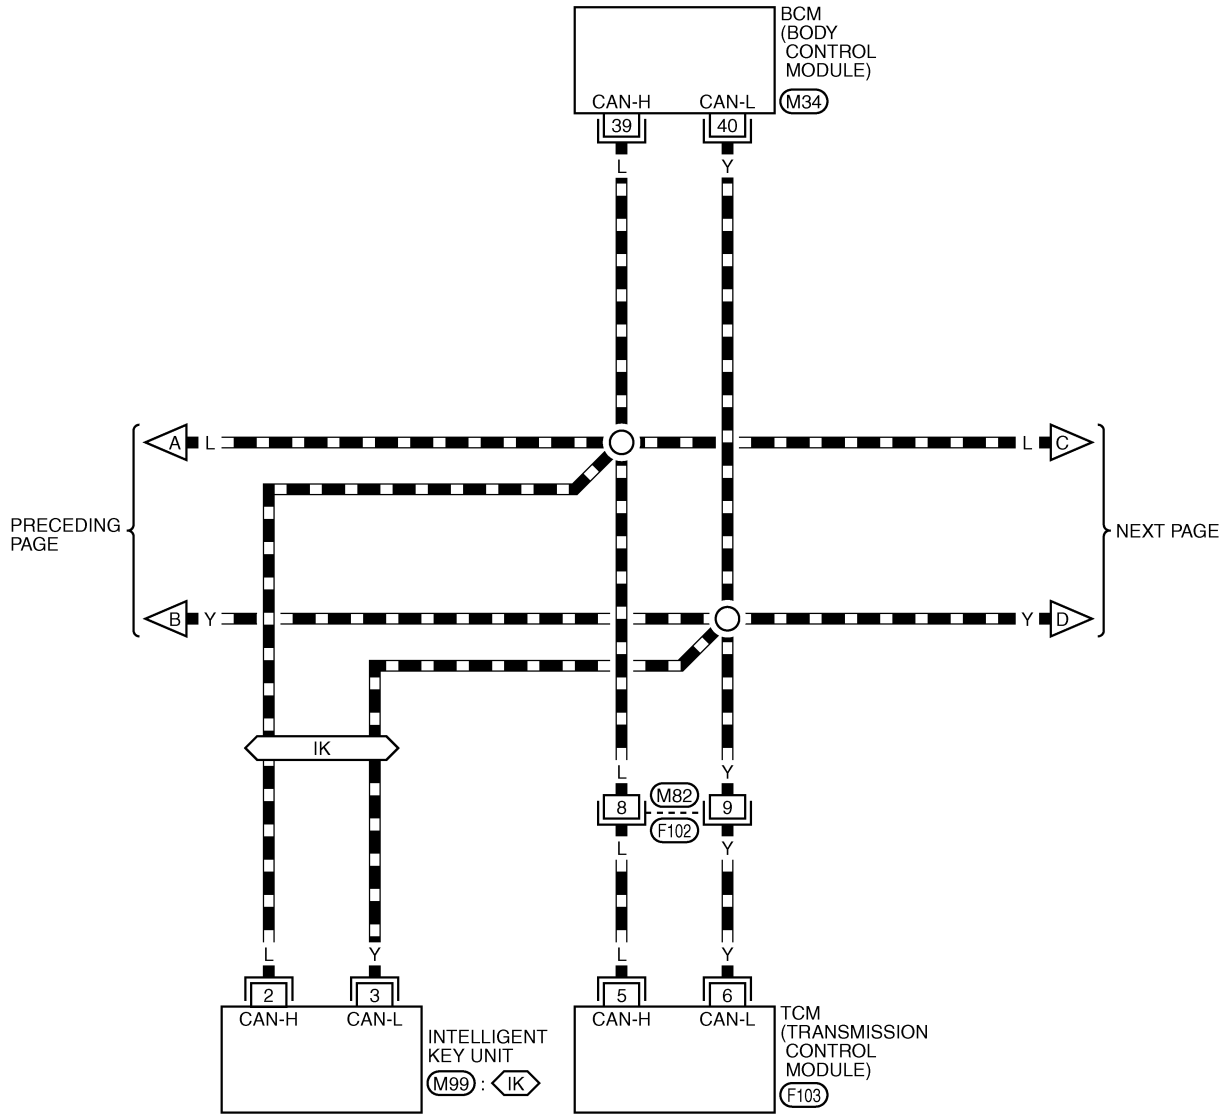 BCM
(BODY
CONTROL
MODULE)
CAN-H
CAN-L
M34
39
40
L
Y
A
L
L
C
PRECEDING
PAGE
NEXT PAGE
B
Y
Y
D
IK
L
Y
8
M82
9
F102
L
Y
L
Y
L
Y
2
3
5
6
CAN-H
CAN-L
CAN-H
CAN-L
INTELLIGENT
KEY UNIT
M99 : IK
TCM
(TRANSMISSION
CONTROL
MODULE)
F103